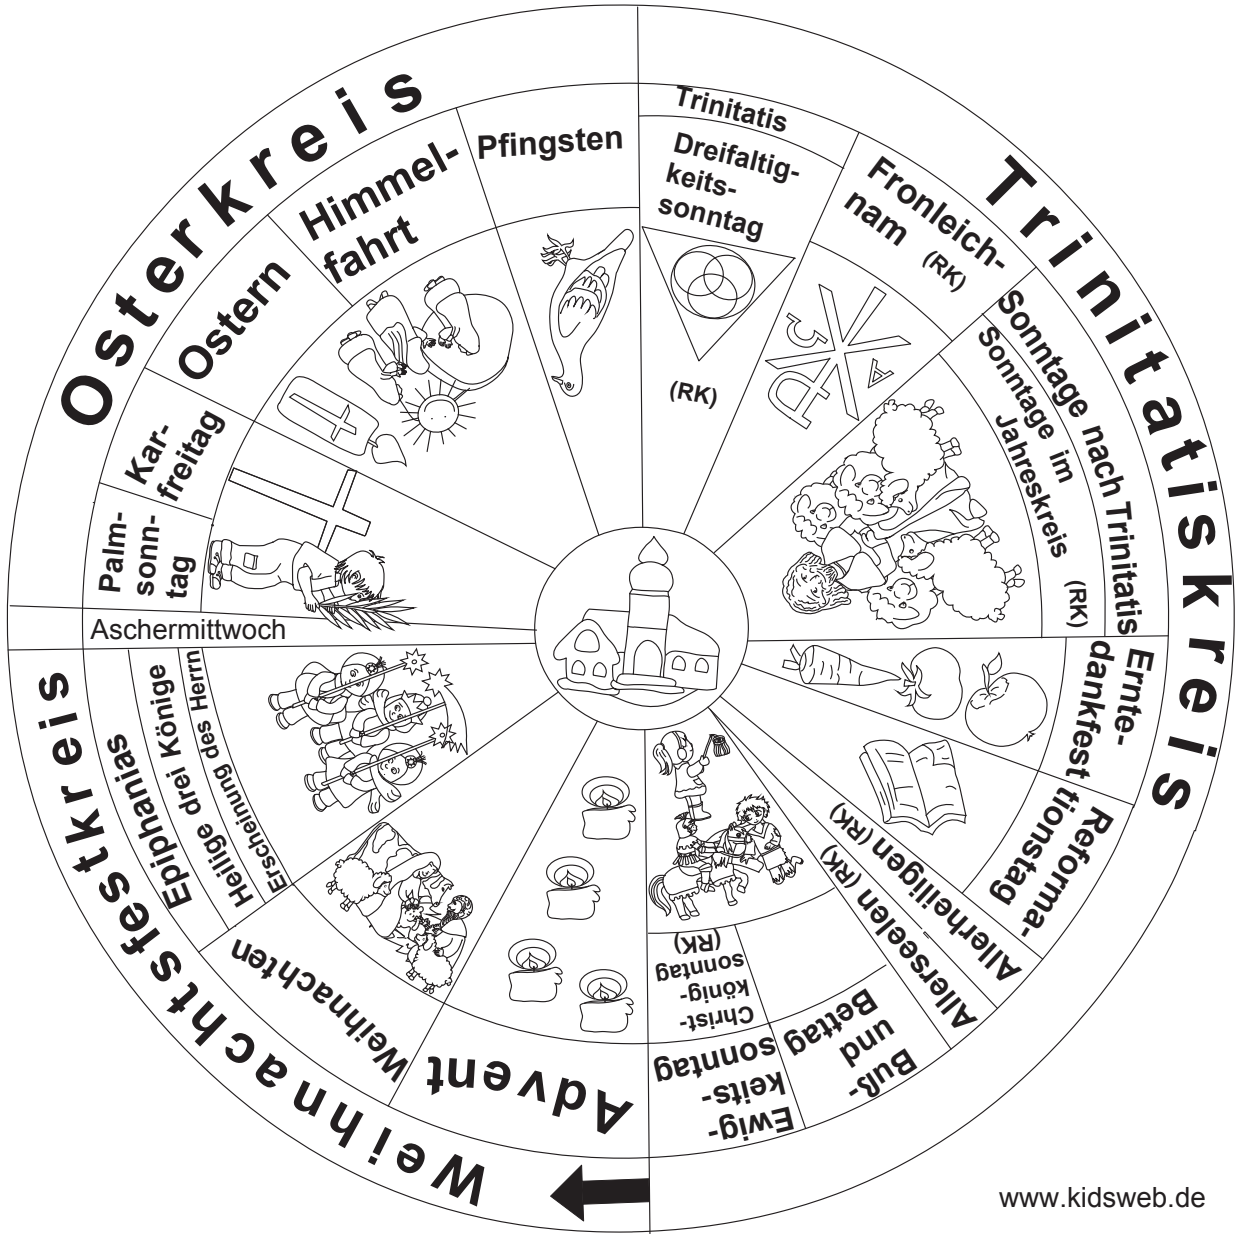 Osterkreis
Trinitatiskreis
Weihnachtsfestkreis
Advent
Weihnachten
Epiphanias
Heilige drei Könige
Erscheinung des Herrn
Aschermittwoch
Palm-
sonn-
tag
Kar-
freitag
Ostern
Himmel-
fahrt
Pfingsten
Trinitatis
Dreifaltig-
keits-
sonntag
(RK)
Fronleich-
nam (RK)
Sonntage nach Trinitatis
Sonntage im
Jahreskreis (RK)
Ernte-
dankfest
Reforma-
tionstag
Allerheiligen (RK)
Allerseelen (RK)
Buß-
und
Bettag
Ewig-
keits-
sonntag
Christ-
könig-
sonntag
(RK)
A
www.kidsweb.de